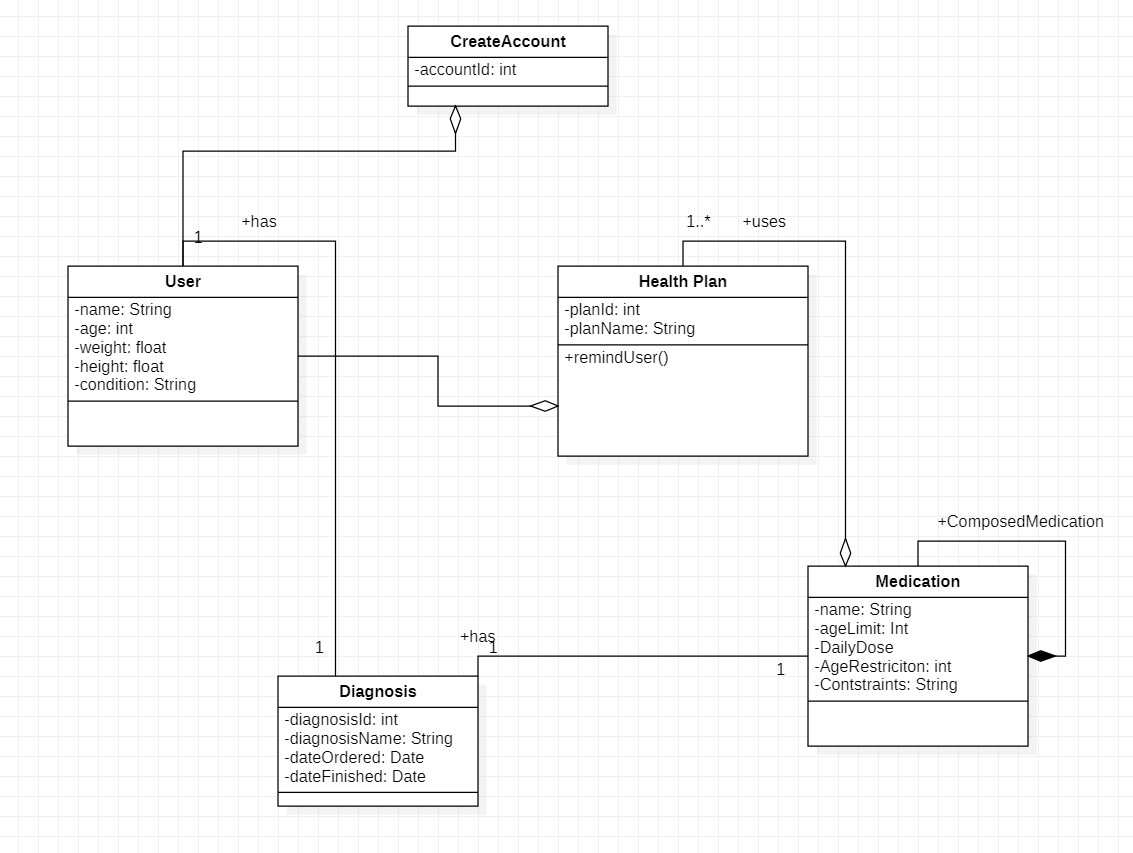 CreateAccount
-accountId: int
+has
1
1..*
+uses
User
-name: String
-age: int
-weight: float
-height: float
-condition: String
Health Plan
-planId: int
-planName: String
+remindUser()
+ComposedMedication
Medication
-name: String
-ageLimit: Int
-DailyDose
-AgeRestriciton: int
-Contstraints: String
1
+has
1
1
Diagnosis
-diagnosisId: int
-diagnosisName: String
-dateOrdered: Date
-dateFinished: Date